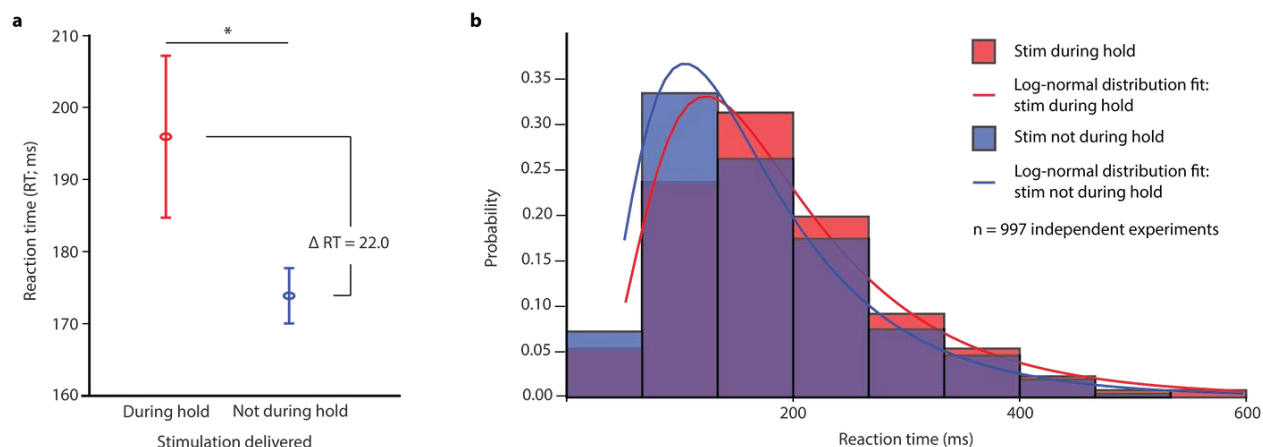 a
210
200
190
180
170
160
Reaction time (RT; ms)
*
Δ RT = 22.0
During hold
Not during hold
Stimulation delivered
b
0.35
0.30
0.25
0.20
0.15
0.10
0.05
0.00
Probability
200
400
600
Reaction time (ms)
Stim during hold
Log-normal distribution fit:
stim during hold
Stim not during hold
Log-normal distribution fit:
stim not during hold
n = 997 independent experiments